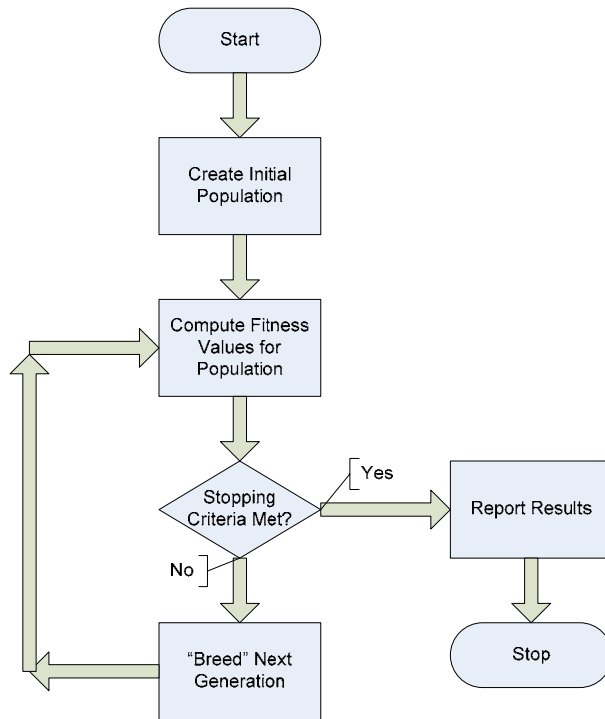 Start
Create Initial
Population
Compute Fitness
Values for
Population
Stopping
Criteria Met?
Yes
Report Results
No
“Breed” Next
Generation
Stop